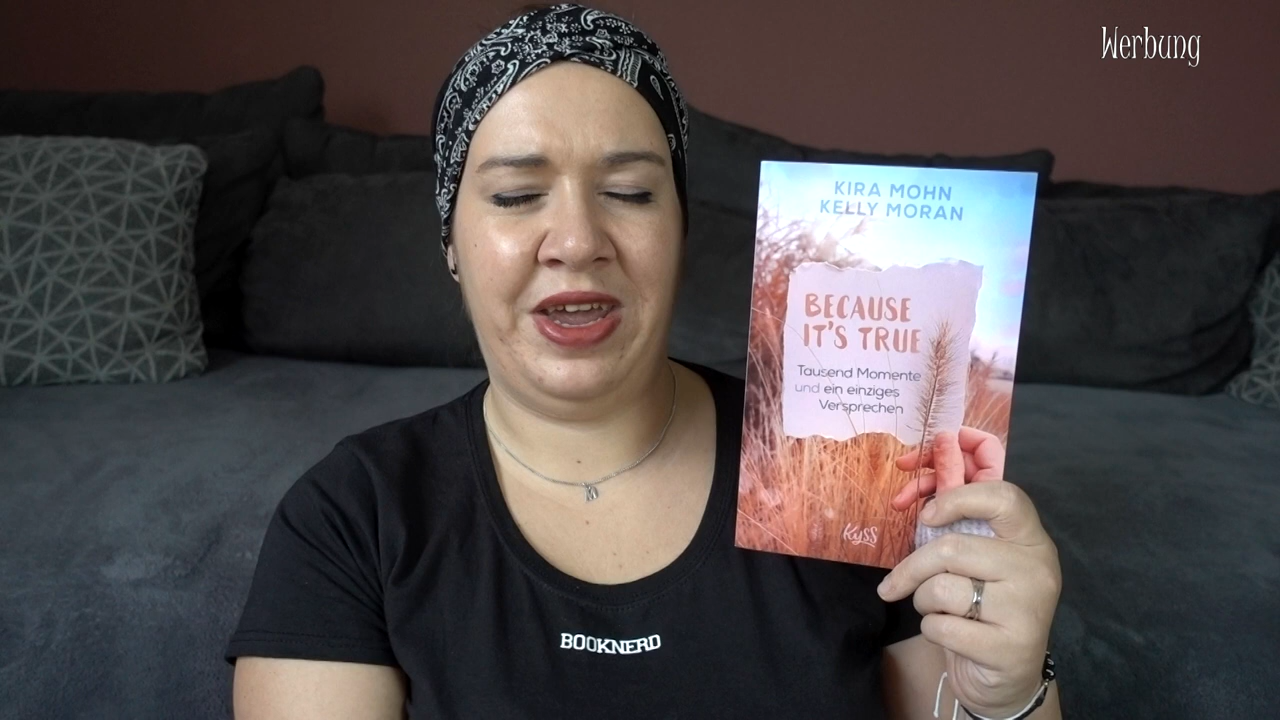 Werbung
KIRA MOHN
KELLY MORAN
BECAUSE
IT'S TRUE
Tausend Momente
und ein einziges
Versprechen
KYSS
BOOKNERD